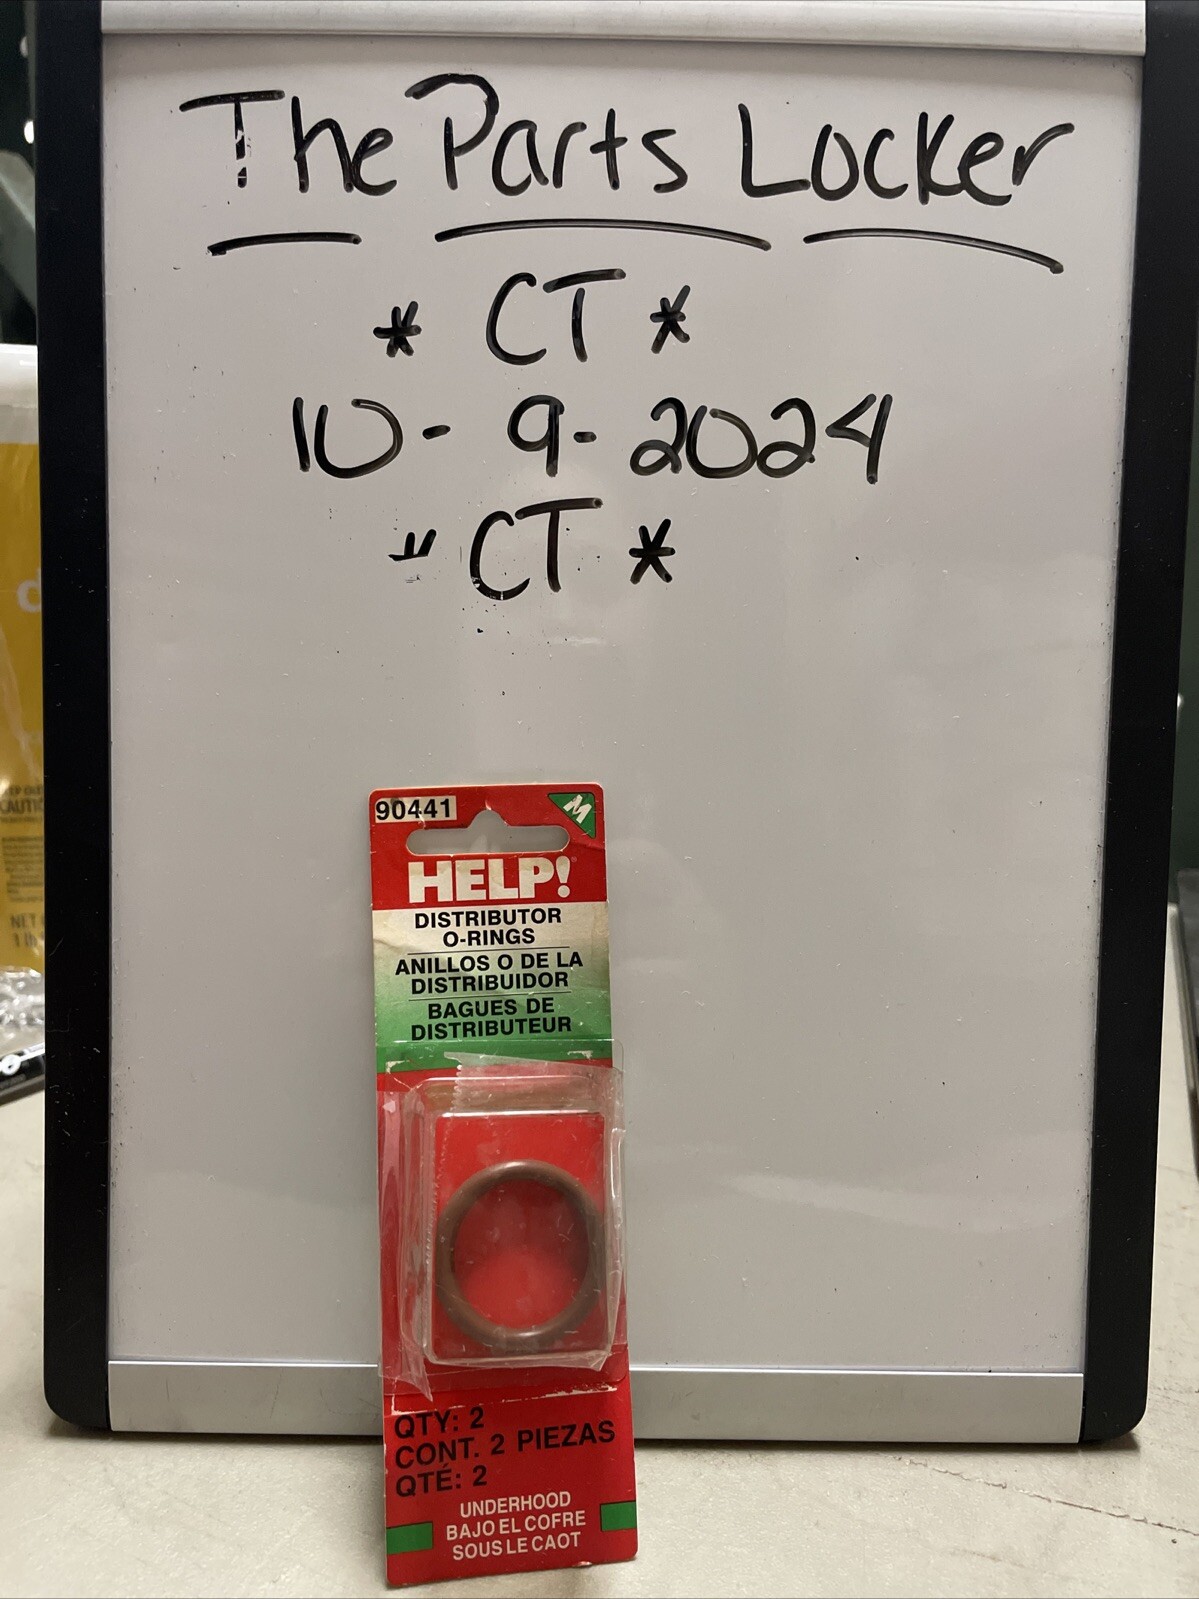 The Parts Locker
* CT *
10-9-2024
* CT *
90441
M
HELP!
DISTRIBUTOR
O-RINGS
ANILLOS O DE LA
DISTRIBUIDOR
BAGUES DE
DISTRIBUTEUR
QTY: 2
CONT. 2 PIEZAS
QTÉ: 2
UNDERHOOD
BAJO EL COFRE
SOUS LE CAOT